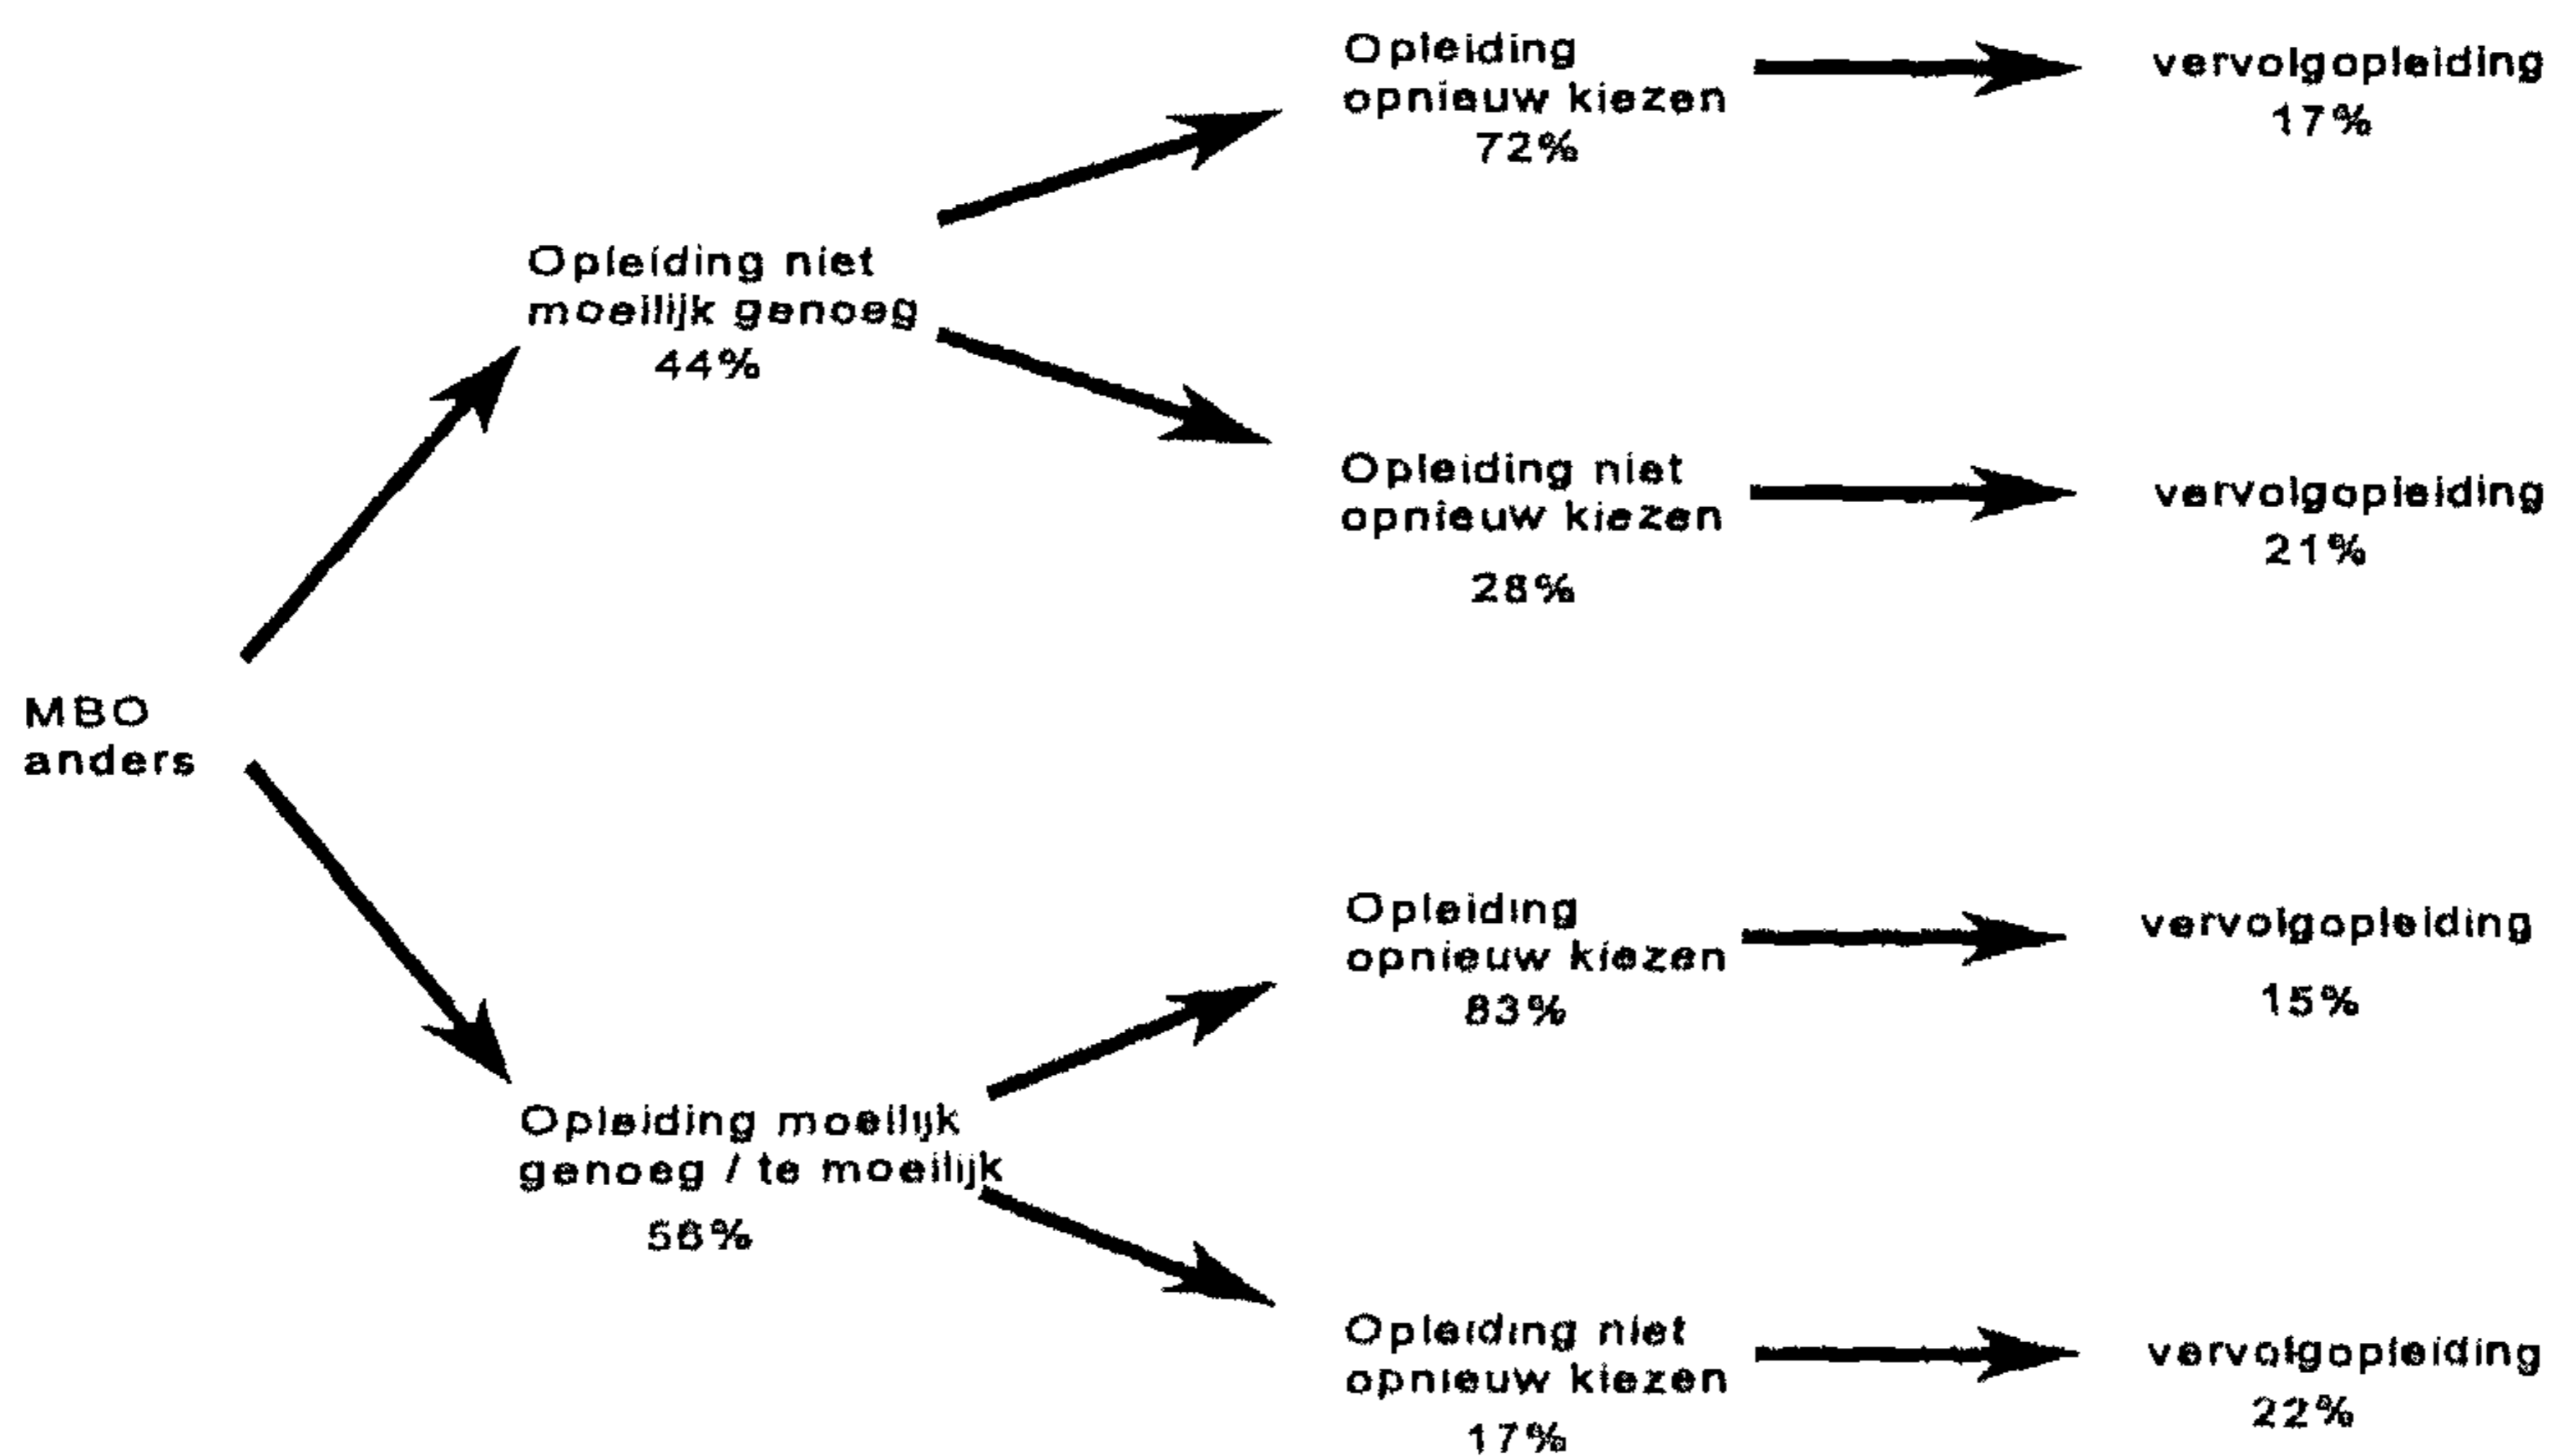 Opleiding
opnieuw kiezen
72%
vervolgopleiding
17%
Opleiding niet
moeilijk genoeg
44%
Opleiding niet
opnieuw kiezen
28%
vervolgopleiding
21%
MBO
anders
Opleiding
opnieuw kiezen
83%
vervolgopleiding
15%
Opleiding moeilijk
genoeg / te moeilijk
56%
Opleiding niet
opnieuw kiezen
17%
vervolgopleiding
22%